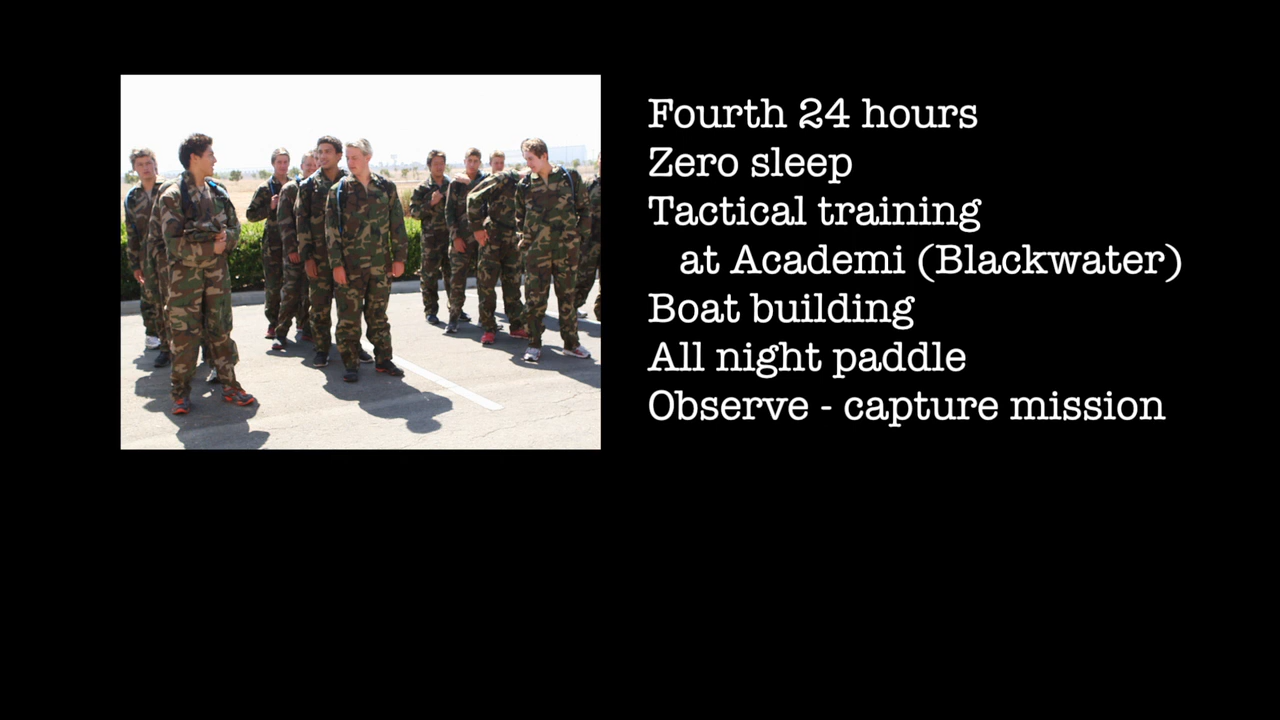 Fourth 24 hours
Zero sleep
Tactical training
at Academi (Blackwater)
Boat building
All night paddle
Observe - capture mission